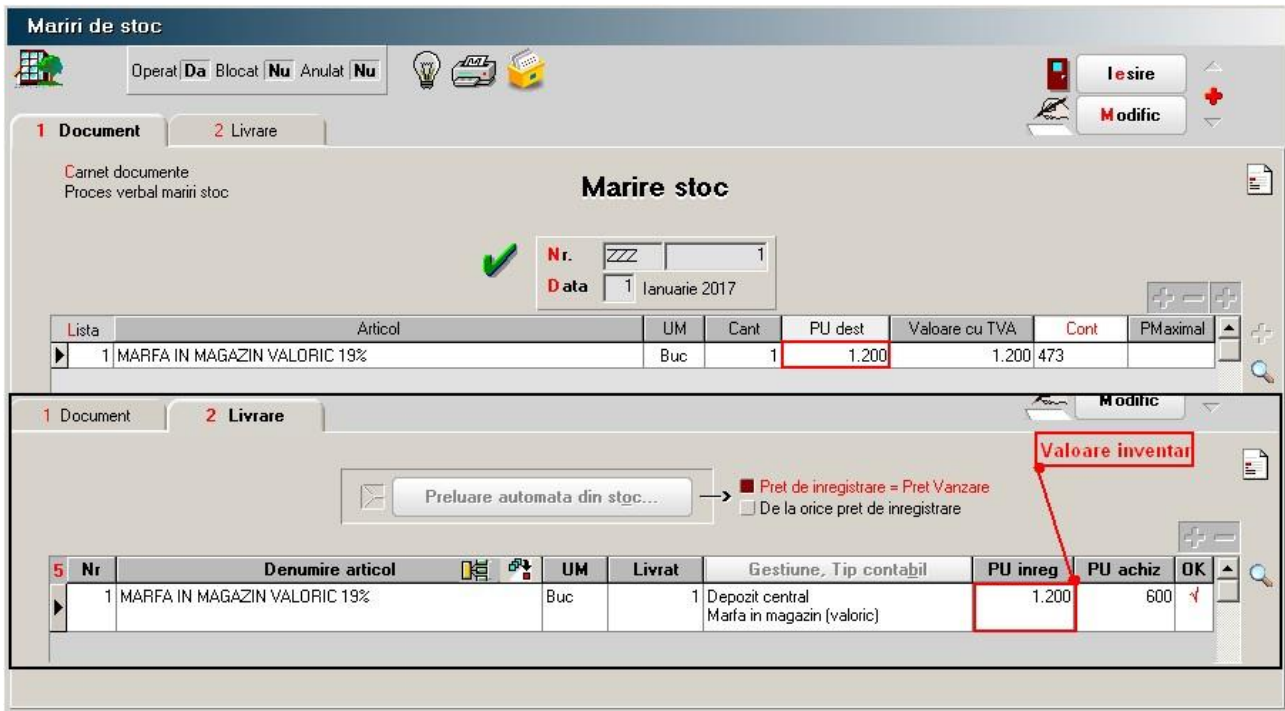 Mariri de stoc
Operat Da Blocat Nu Anulat Nu
Iesire
Modific
1 Document 2 Livrare
Carnet documente
Proces verbal mariri stoc
Marire stoc
Nr. ZZZ 1
Data 1 Ianuarie 2017
Lista Articol UM Cant PU dest Valoare cu TVA Cont PMaximal
1 MARFA IN MAGAZIN VALORIC 19% Buc 1 1.200 1.200 473
1 Document 2 Livrare
Modific
Valoare inventar
Preluare automata din stoc...
Pret de inregistrare = Pret Vanzare
De la orice pret de inregistrare
5 Nr Denumire articol UM Livrat Gestiune, Tip contabil PU inreg PU achiz OK
1 MARFA IN MAGAZIN VALORIC 19% Buc 1 Depozit central 1.200 600 √
Marfa in magazin (valoric)